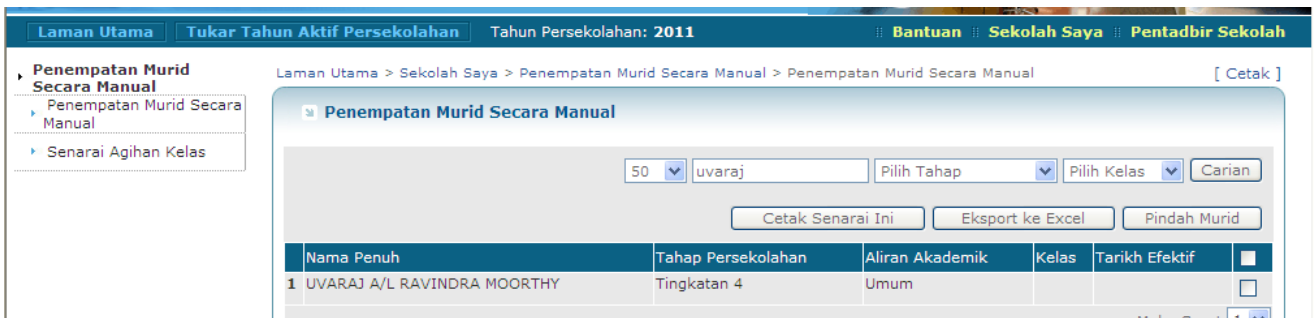 Laman Utama Tukar Tahun Aktif Persekolahan Tahun Persekolahan: 2011 Bantuan Sekolah Saya Pentadbir Sekolah
Penempatan Murid
Secara Manual
Penempatan Murid Secara
Manual
Senarai Agihan Kelas
Laman Utama > Sekolah Saya > Penempatan Murid Secara Manual > Penempatan Murid Secara Manual [ Cetak ]
Penempatan Murid Secara Manual
50 uvaraj Pilih Tahap Pilih Kelas Carian
Cetak Senarai Ini Eksport ke Excel Pindah Murid
Nama Penuh Tahap Persekolahan Aliran Akademik Kelas Tarikh Efektif
1 UVARAJ A/L RAVINDRA MOORTHY Tingkatan 4 Umum